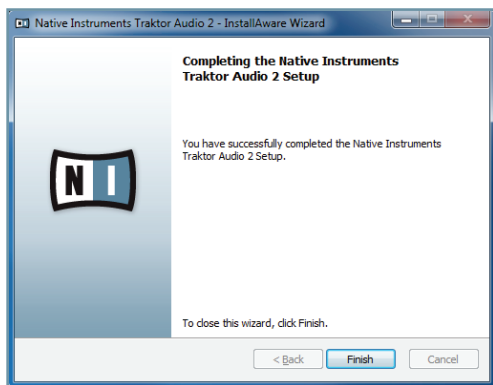 Native Instruments Traktor Audio 2 - InstallAware Wizard
Completing the Native Instruments
Traktor Audio 2 Setup
You have successfully completed the Native Instruments
Traktor Audio 2 Setup.
N I
To close this wizard, click Finish.
< Back Finish Cancel